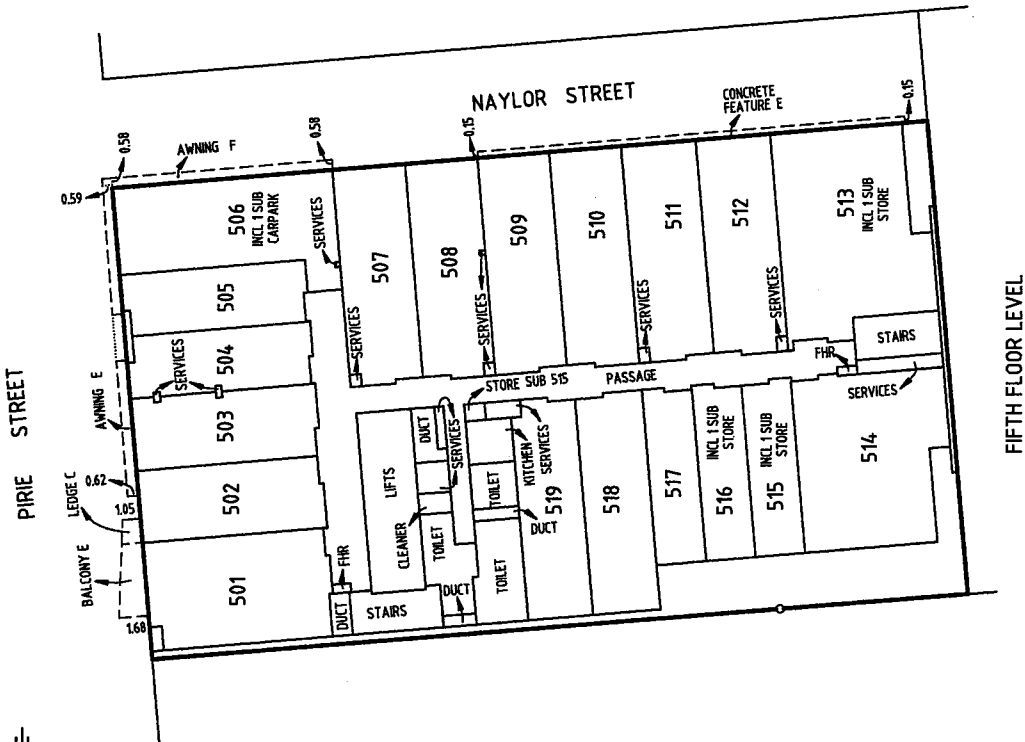 NAYLOR STREET
CONCRETE
FEATURE E
0.15
0.15
0.58
0.58
0.59
AWNING F
506
INCL 1 SUB
CARPARK
SERVICES
507
508
509
510
511
512
513
INCL 1 SUB
STORE
505
504
SERVICES
503
502
501
SERVICES
SERVICES
SERVICES
SERVICES
STAIRS
FHR
SERVICES
PIRIE STREET
AWNING E
0.62
LEDGE C
1.05
BALCONY E
1.68
STORE SUB 515
PASSAGE
LIFTS
DUCT
SERVICES
CLEANER
TOILET
KITCHEN
SERVICES
TOILET
DUCT
TOILET
FHR
DUCT
STAIRS
DUCT
519
518
517
516
INCL 1 SUB
STORE
515
INCL 1 SUB
STORE
514
FIFTH FLOOR LEVEL